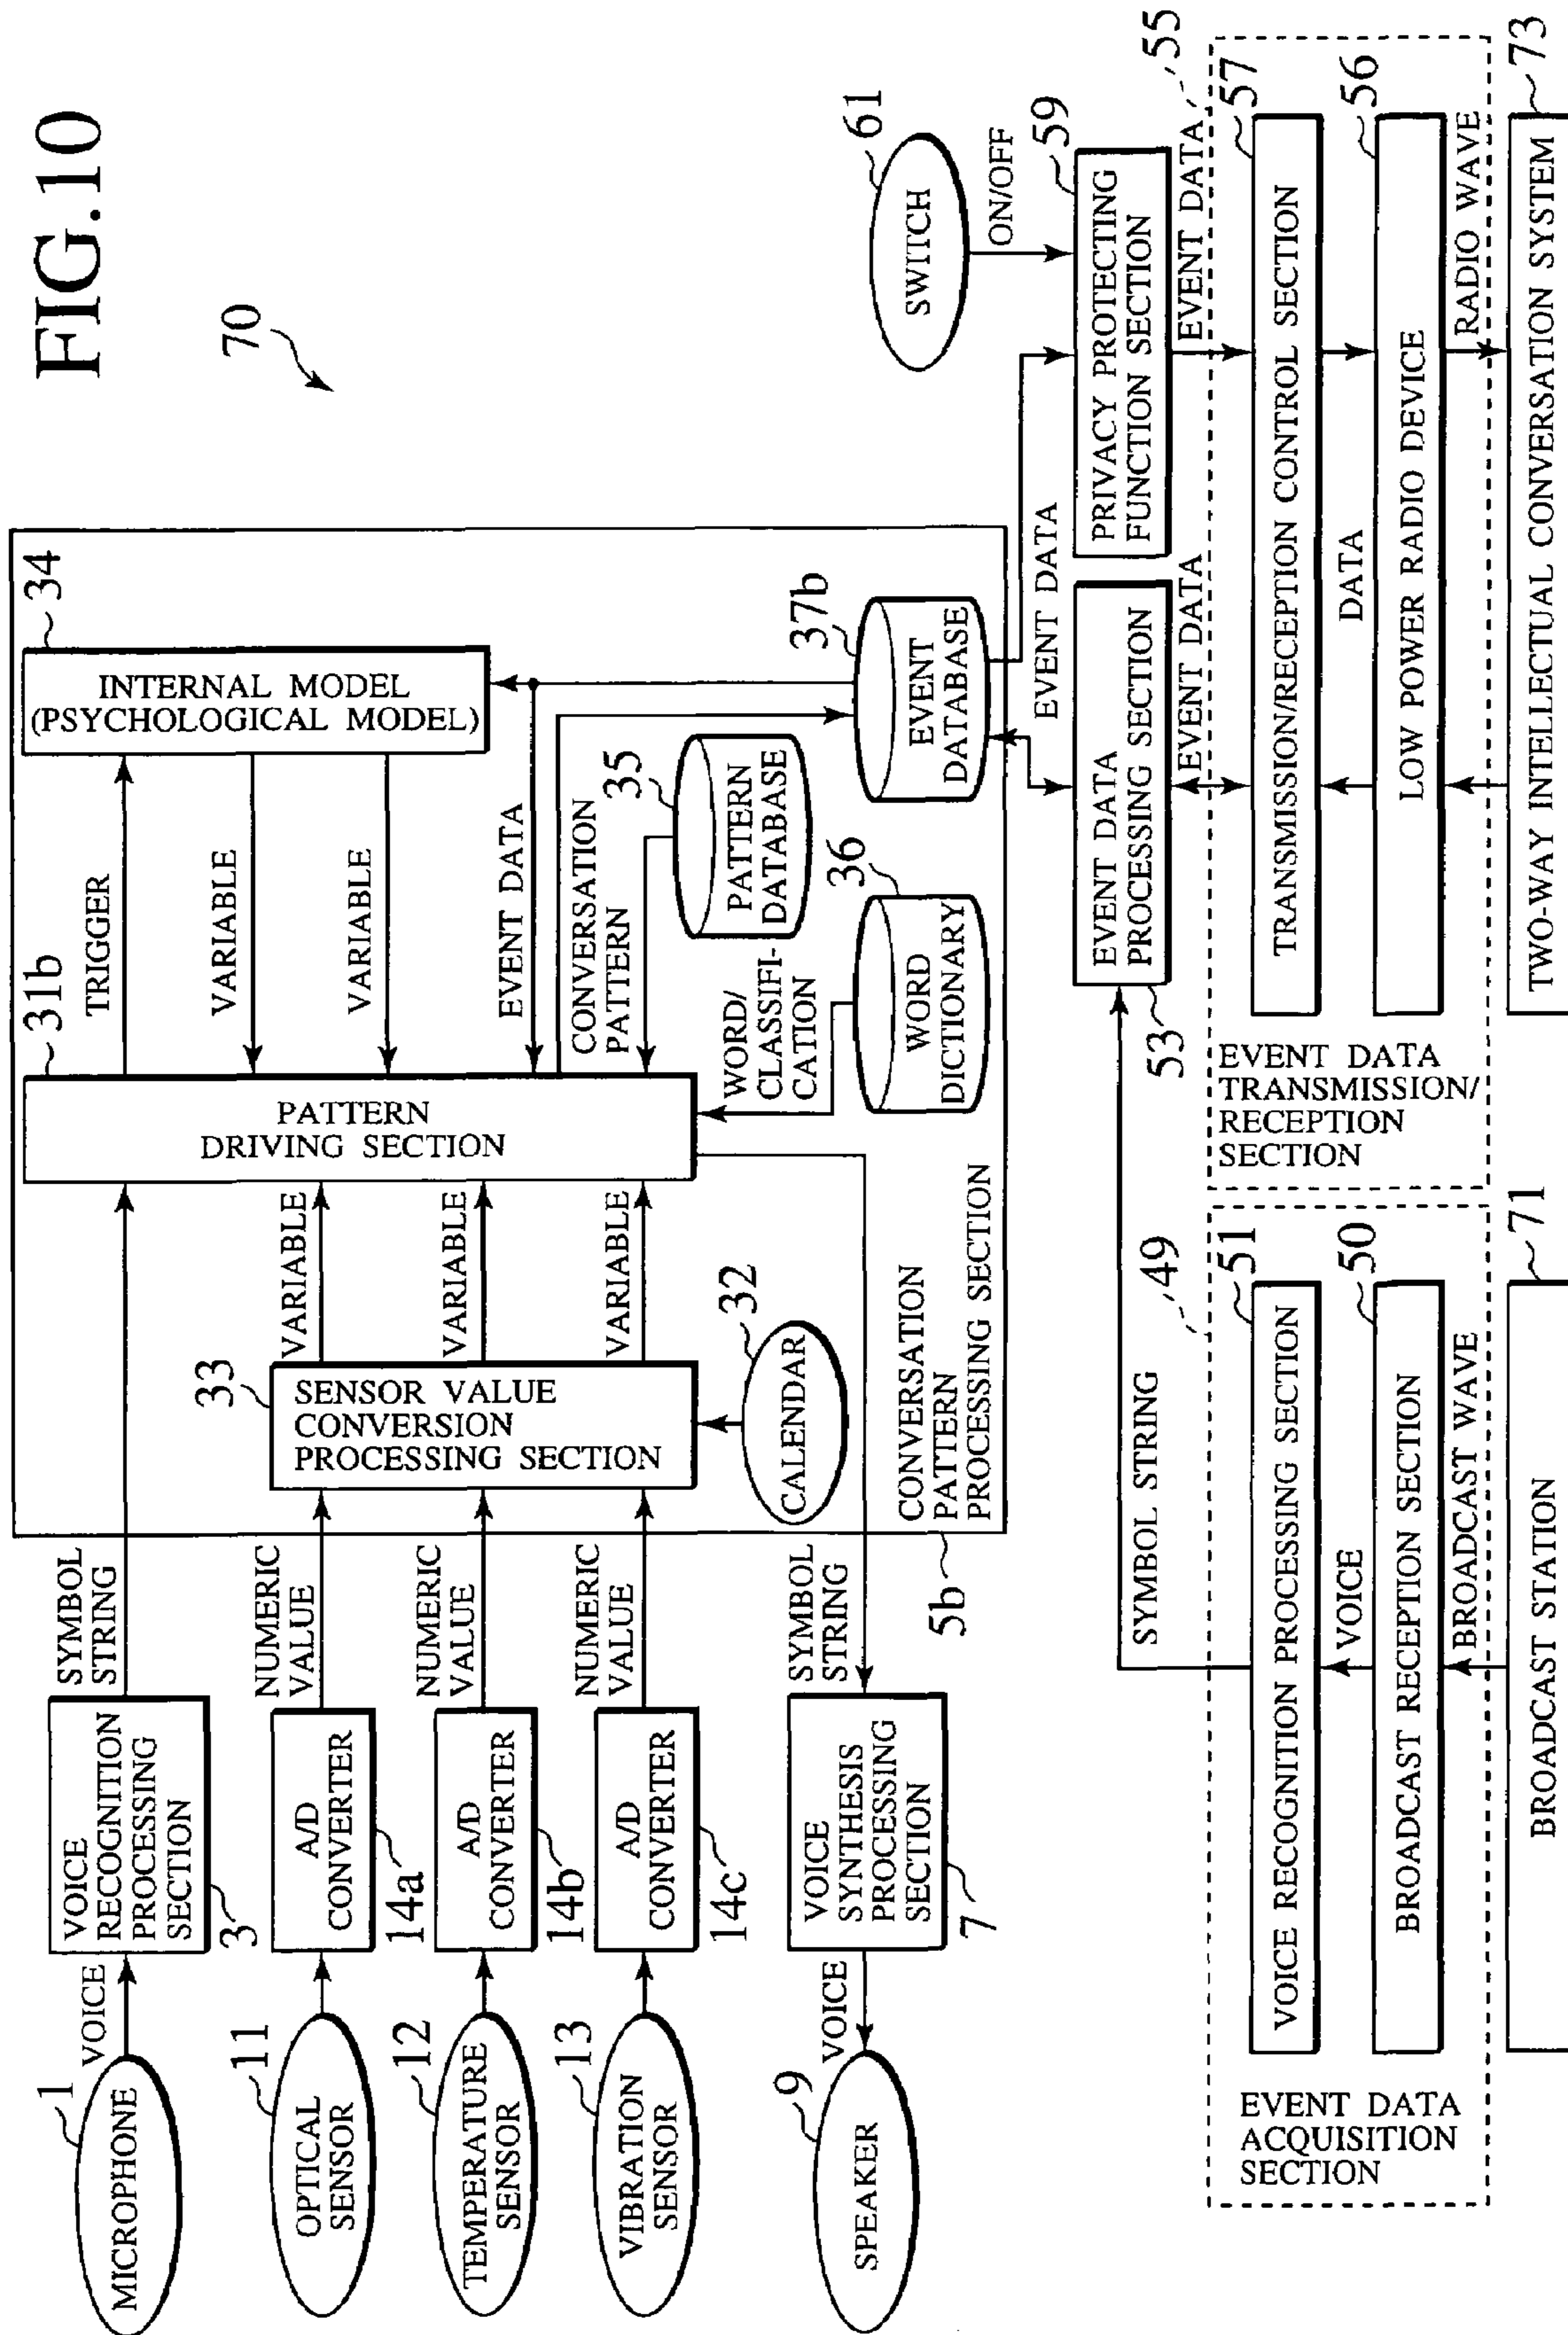 FIG.10
70
1
MICROPHONE
VOICE
VOICE
RECOGNITION
PROCESSING
SECTION
3
SYMBOL
STRING
11
OPTICAL
SENSOR
A/D
CONVERTER
14a
NUMERIC
VALUE
12
TEMPERATURE
SENSOR
A/D
CONVERTER
14b
NUMERIC
VALUE
13
VIBRATION
SENSOR
A/D
CONVERTER
14c
NUMERIC
VALUE
9
SPEAKER
VOICE
VOICE
SYNTHESIS
PROCESSING
SECTION
7
SYMBOL
STRING
5b
CONVERSATION
PATTERN
PROCESSING SECTION
33
SENSOR VALUE
CONVERSION
PROCESSING SECTION
32
CALENDAR
VARIABLE
VARIABLE
VARIABLE
31b
PATTERN
DRIVING SECTION
TRIGGER
VARIABLE
VARIABLE
EVENT DATA
CONVERSATION
PATTERN
WORD/
CLASSIFI-
CATION
34
INTERNAL MODEL
(PSYCHOLOGICAL MODEL)
35
PATTERN
DATABASE
36
WORD
DICTIONARY
37b
EVENT
DATABASE
EVENT DATA
61
SWITCH
ON/OFF
59
PRIVACY PROTECTING
FUNCTION SECTION
EVENT DATA
53
EVENT DATA
PROCESSING SECTION
EVENT DATA
SYMBOL STRING
55
57
TRANSMISSION/RECEPTION CONTROL SECTION
DATA
56
LOW POWER RADIO DEVICE
RADIO WAVE
EVENT DATA
TRANSMISSION/
RECEPTION
SECTION
73
TWO-WAY INTELLECTUAL CONVERSATION SYSTEM
49
51
VOICE RECOGNITION PROCESSING SECTION
VOICE
50
BROADCAST RECEPTION SECTION
BROADCAST WAVE
EVENT DATA
ACQUISITION
SECTION
71
BROADCAST STATION